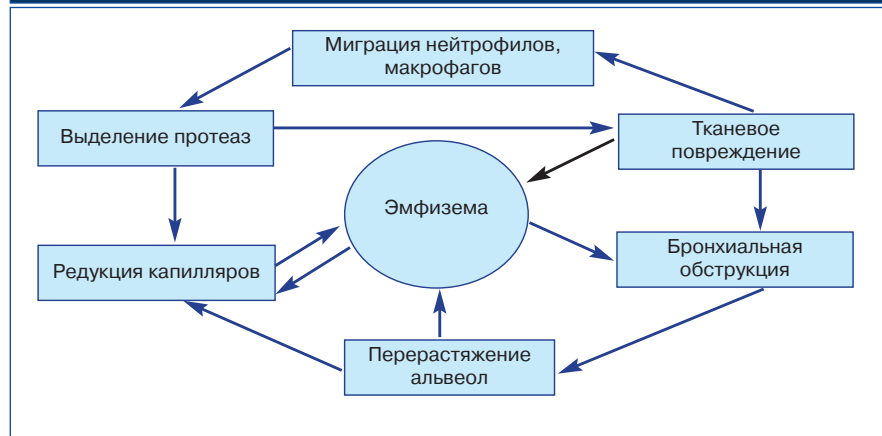 Миграция нейтрофилов,
макрофагов
Выделение протеаз
Тканевое
повреждение
Эмфизема
Редукция капилляров
Бронхиальная
обструкция
Перерастяжение
альвеол